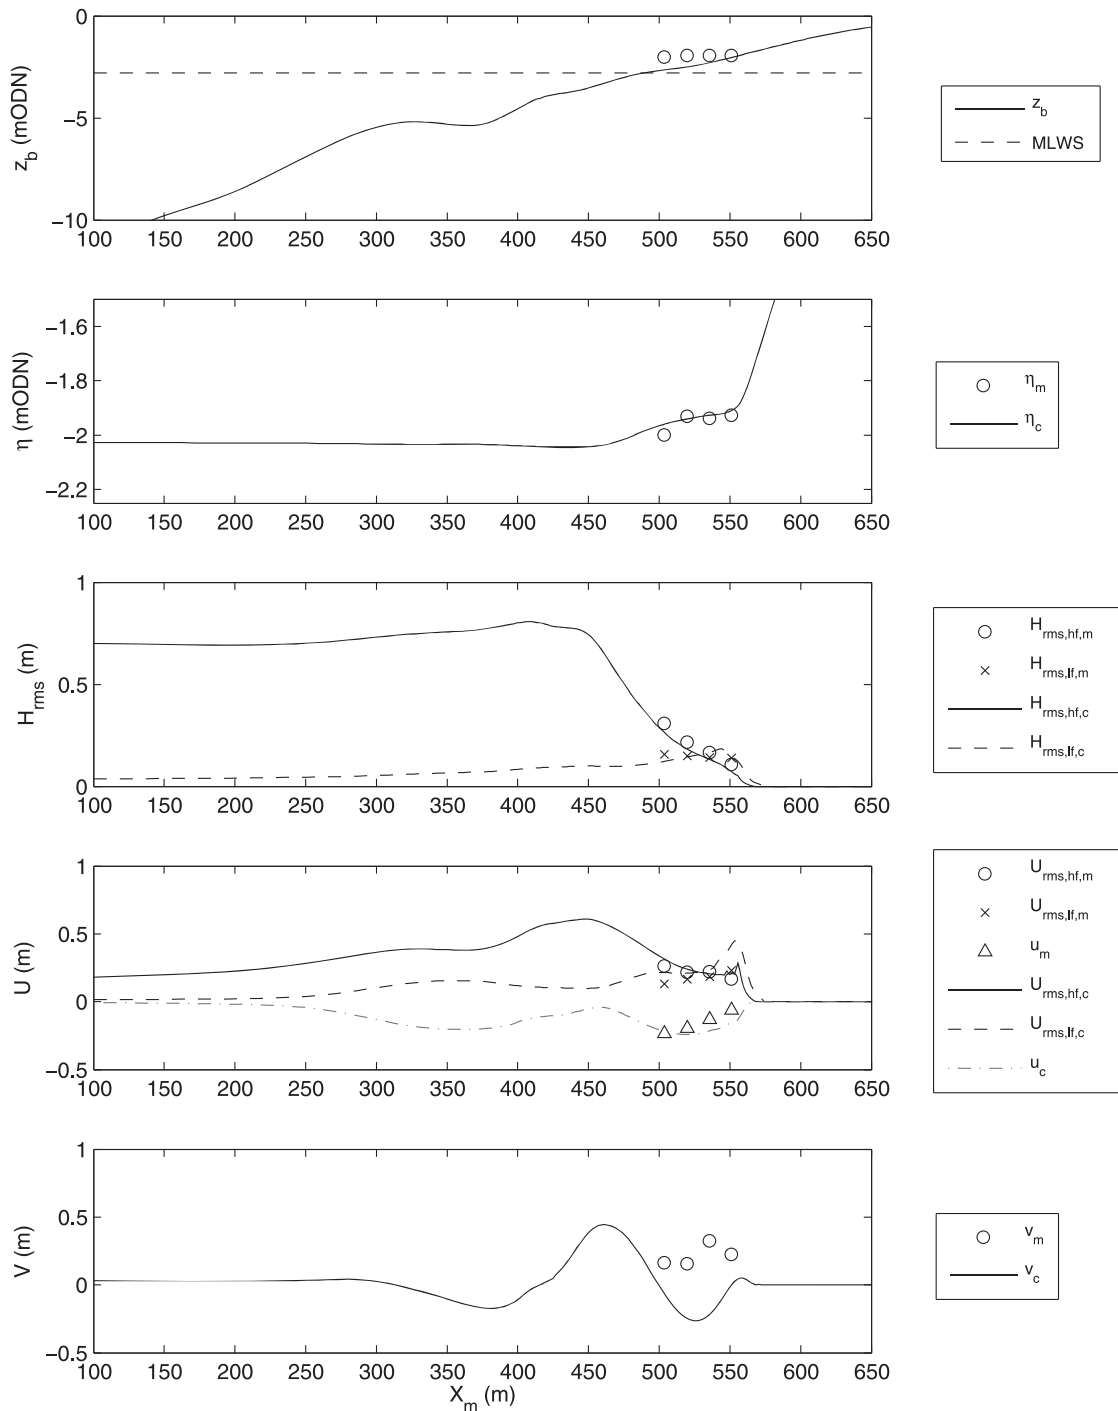 0
−5
−10
z_b (mODN)
100 150 200 250 300 350 400 450 500 550 600 650
z_b
MLWS
−1.6
−1.8
−2
−2.2
η (mODN)
100 150 200 250 300 350 400 450 500 550 600 650
η_m
η_c
1
0.5
0
H_rms (m)
100 150 200 250 300 350 400 450 500 550 600 650
H_rms,hf,m
H_rms,lf,m
H_rms,hf,c
H_rms,lf,c
1
0.5
0
−0.5
U (m)
100 150 200 250 300 350 400 450 500 550 600 650
U_rms,hf,m
U_rms,lf,m
u_m
U_rms,hf,c
U_rms,lf,c
u_c
1
0.5
0
−0.5
V (m)
100 150 200 250 300 350 400 450 500 550 600 650
X_m (m)
v_m
v_c